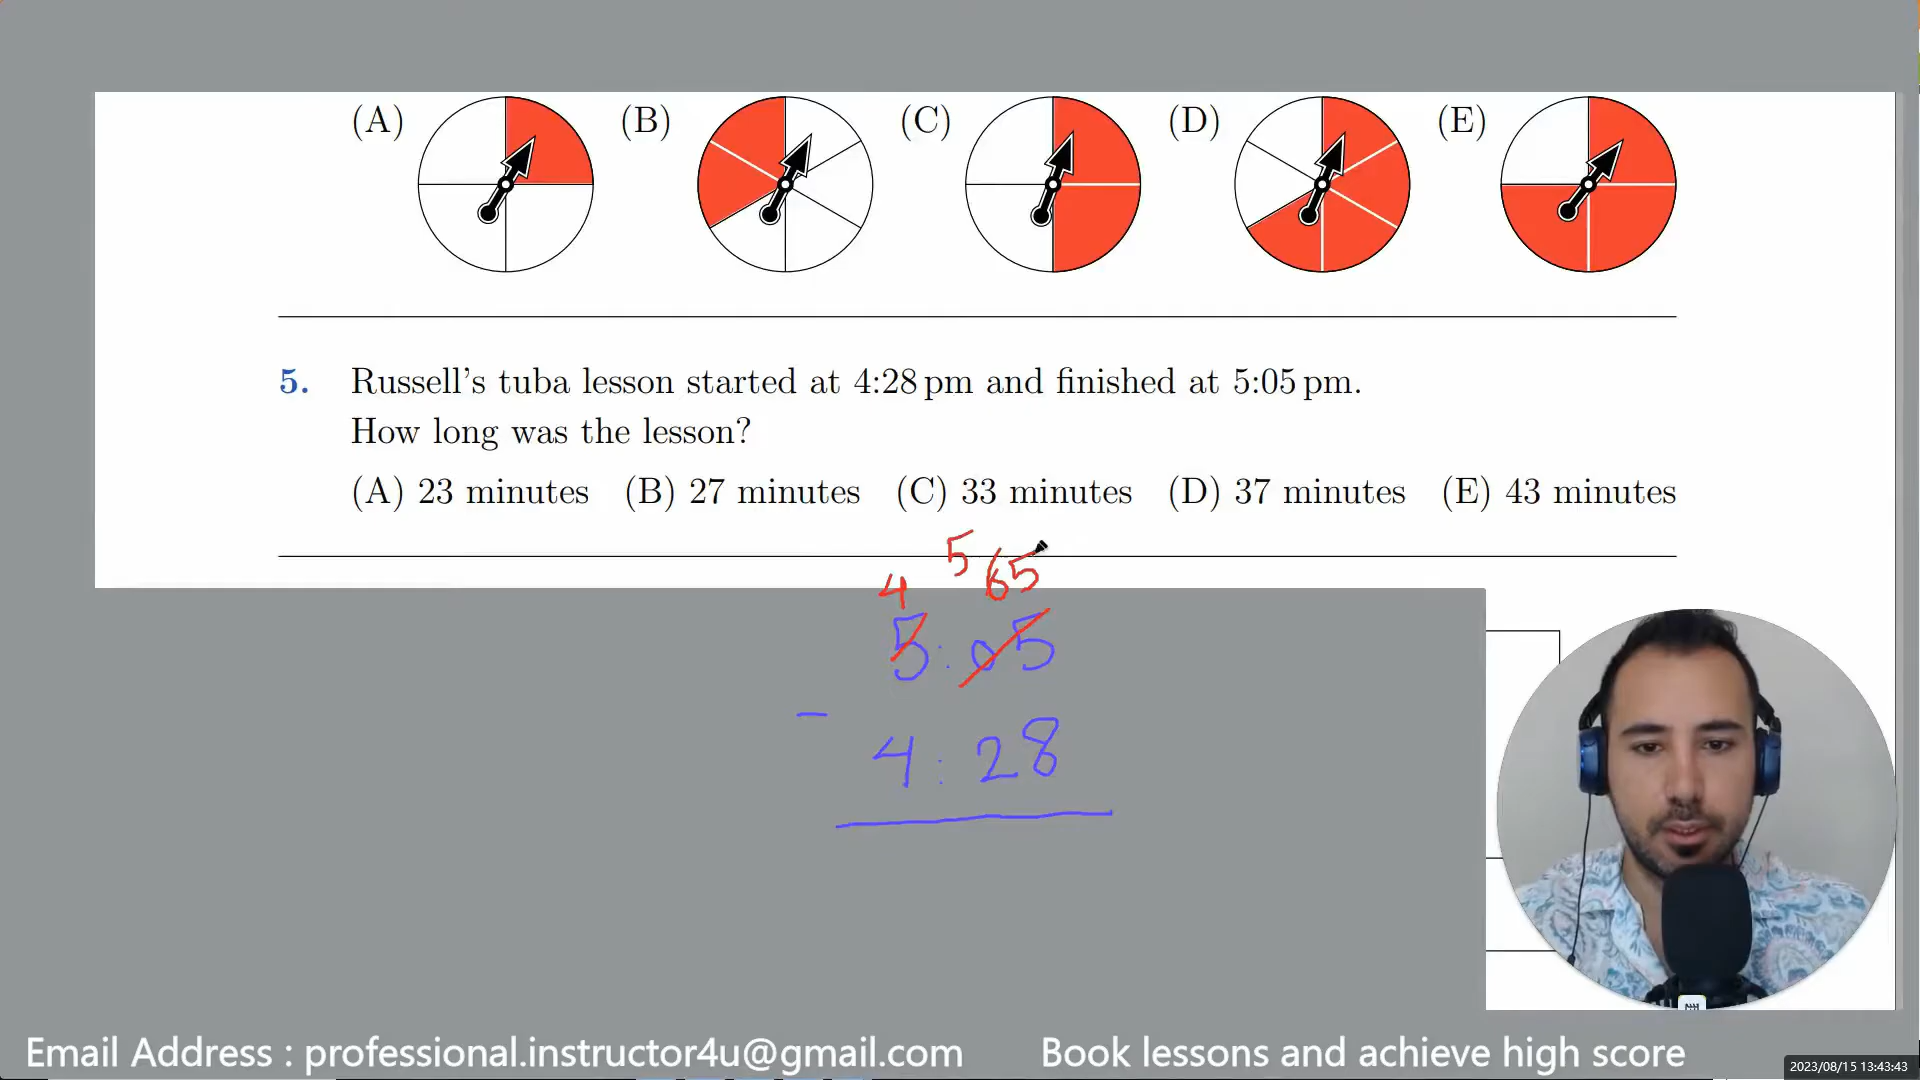 (A) (B) (C) (D) (E)
5. Russell's tuba lesson started at 4:28 pm and finished at 5:05 pm.
How long was the lesson?
(A) 23 minutes (B) 27 minutes (C) 33 minutes (D) 37 minutes (E) 43 minutes
5
4 65
5:05
−
4:28
Email Address : professional.instructor4u@gmail.com Book lessons and achieve high score
2023/08/15 13:43:43